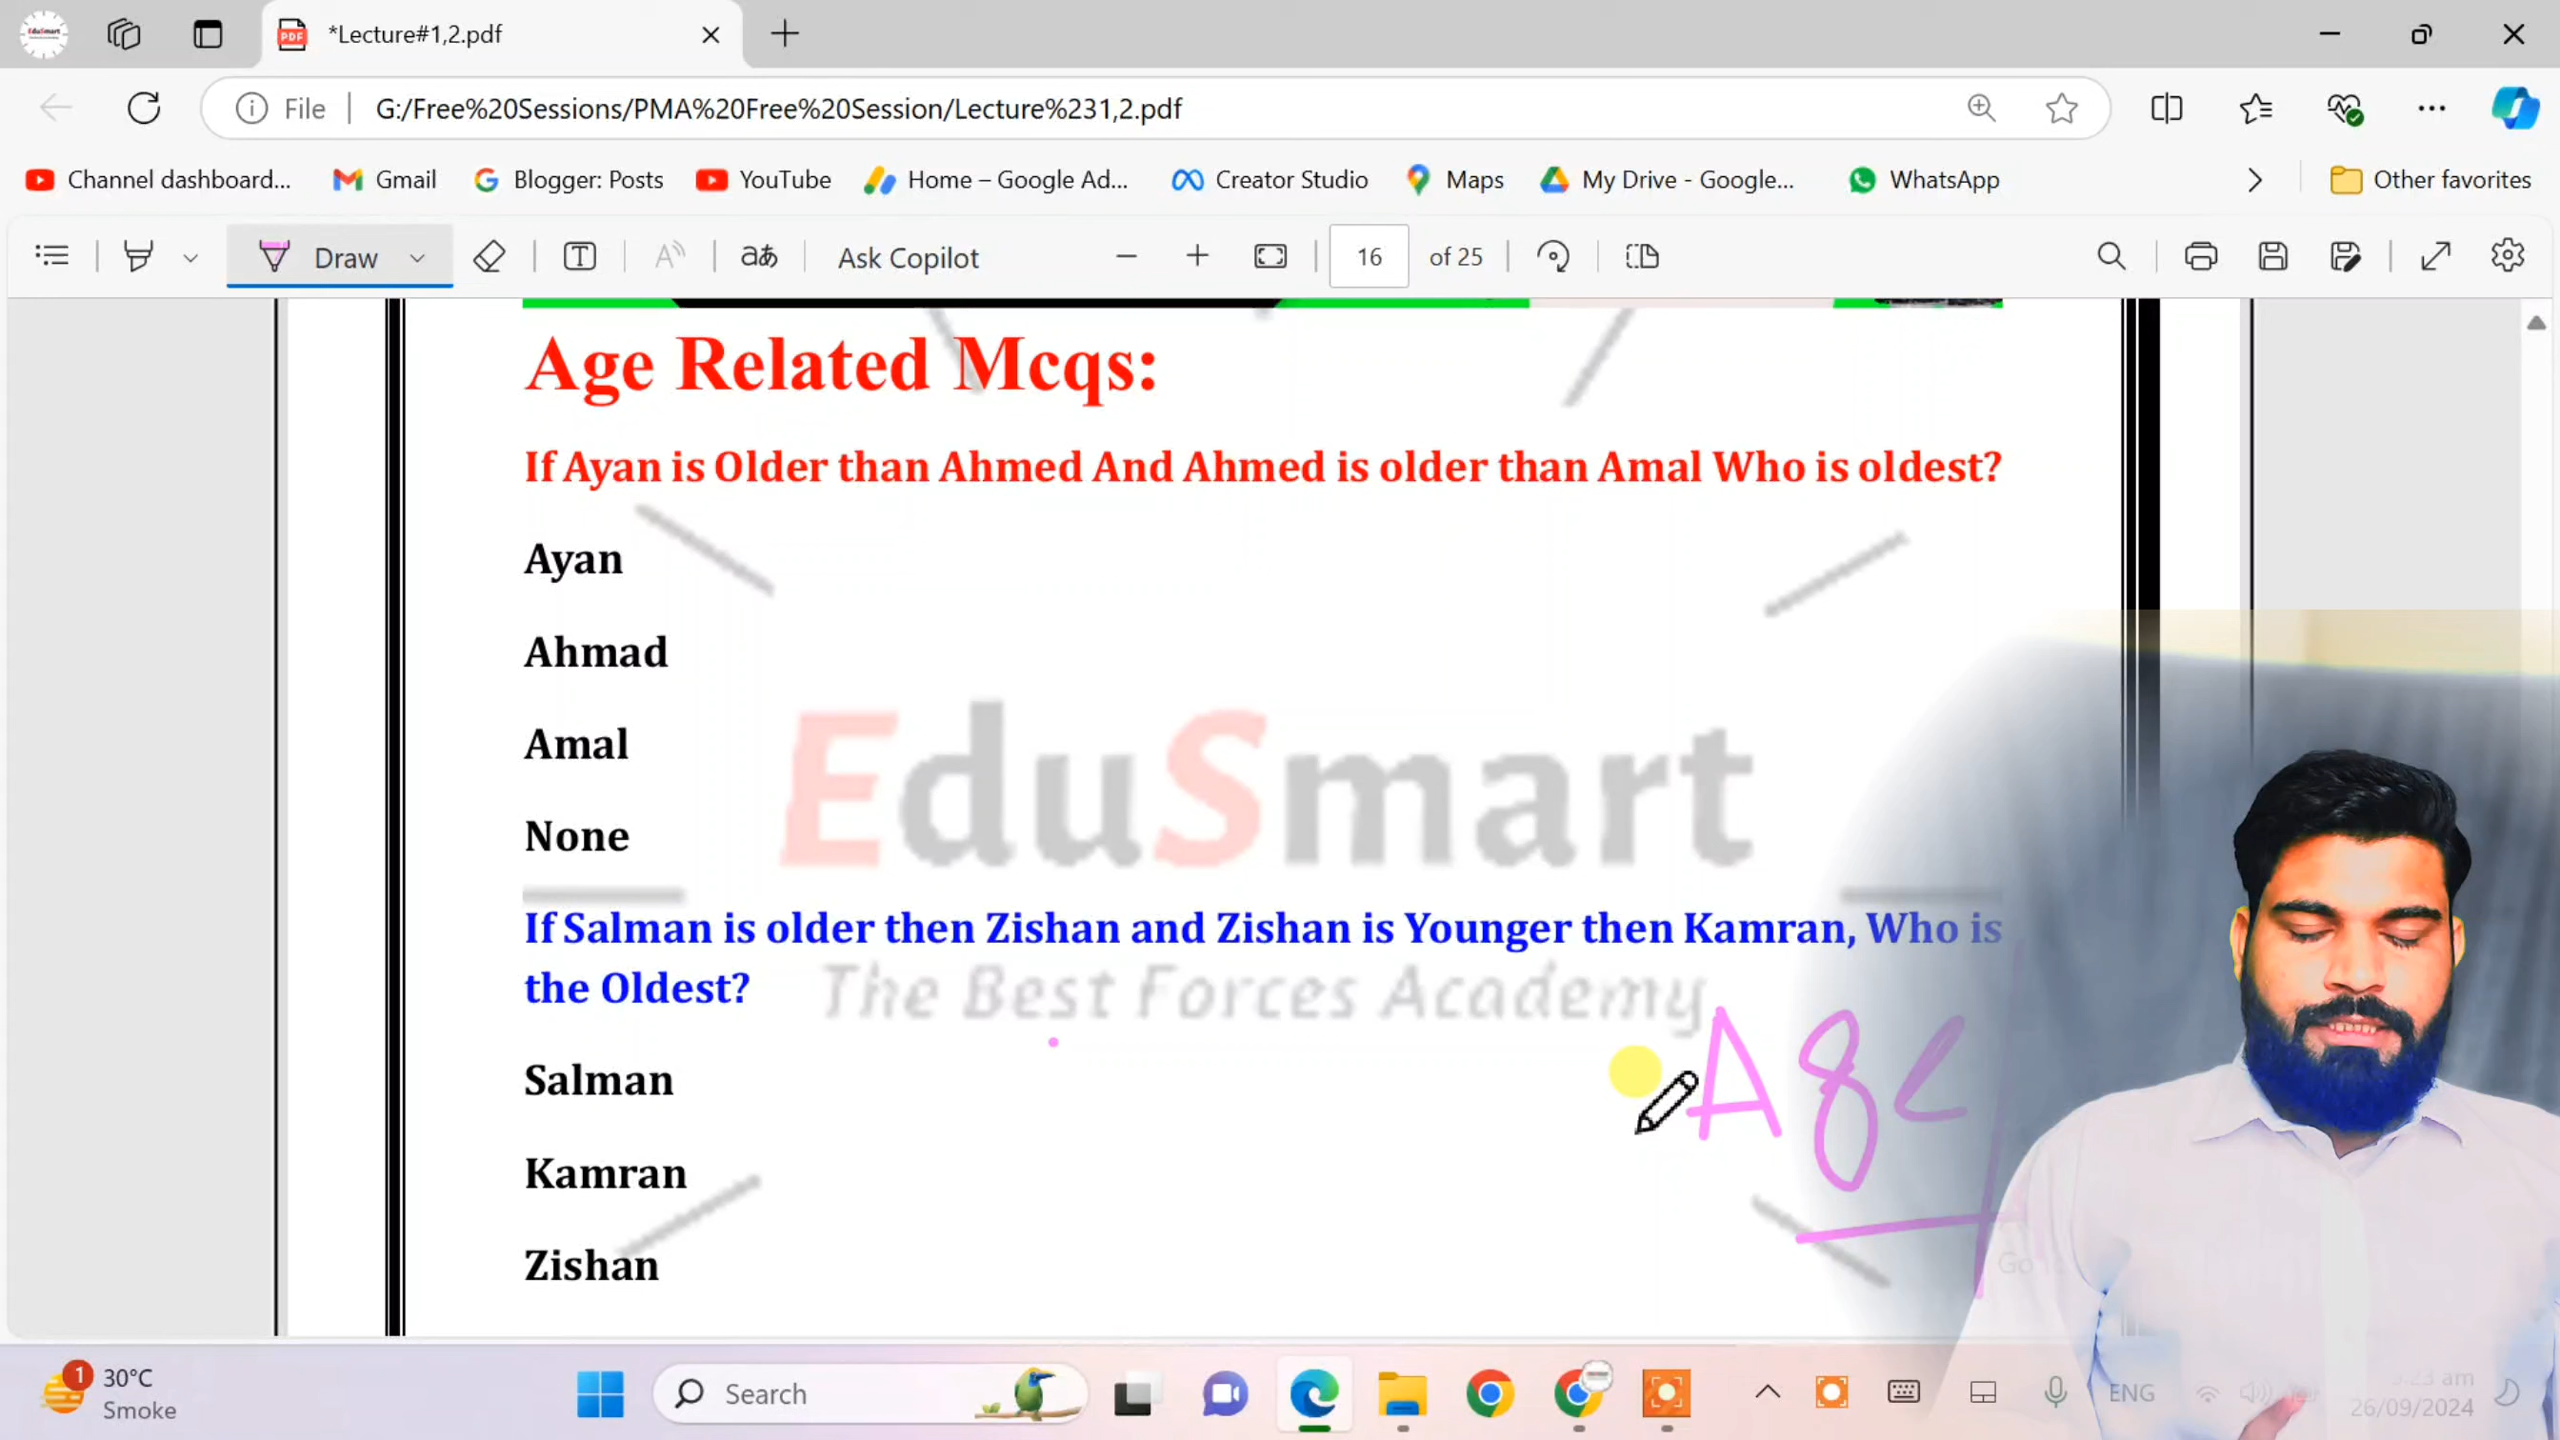 EduSmart
*Lecture#1,2.pdf
File | G:/Free%20Sessions/PMA%20Free%20Session/Lecture%231,2.pdf
Channel dashboard... Gmail Blogger: Posts YouTube Home – Google Ad... Creator Studio Maps My Drive - Google... WhatsApp Other favorites
Draw Ask Copilot 16 of 25
Age Related Mcqs:
If Ayan is Older than Ahmed And Ahmed is older than Amal Who is oldest?
Ayan
Ahmad
Amal
None
EduSmart
If Salman is older then Zishan and Zishan is Younger then Kamran, Who is
the Oldest?
The Best Forces Academy
Age
Salman
Kamran
Zishan
1 30°C
Smoke
Search
ENG
26/09/2024